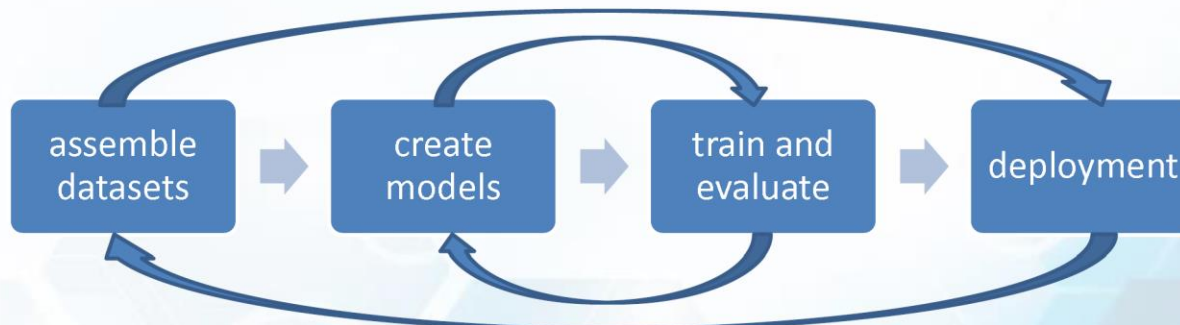 assemble
datasets
create
models
train and
evaluate
deployment